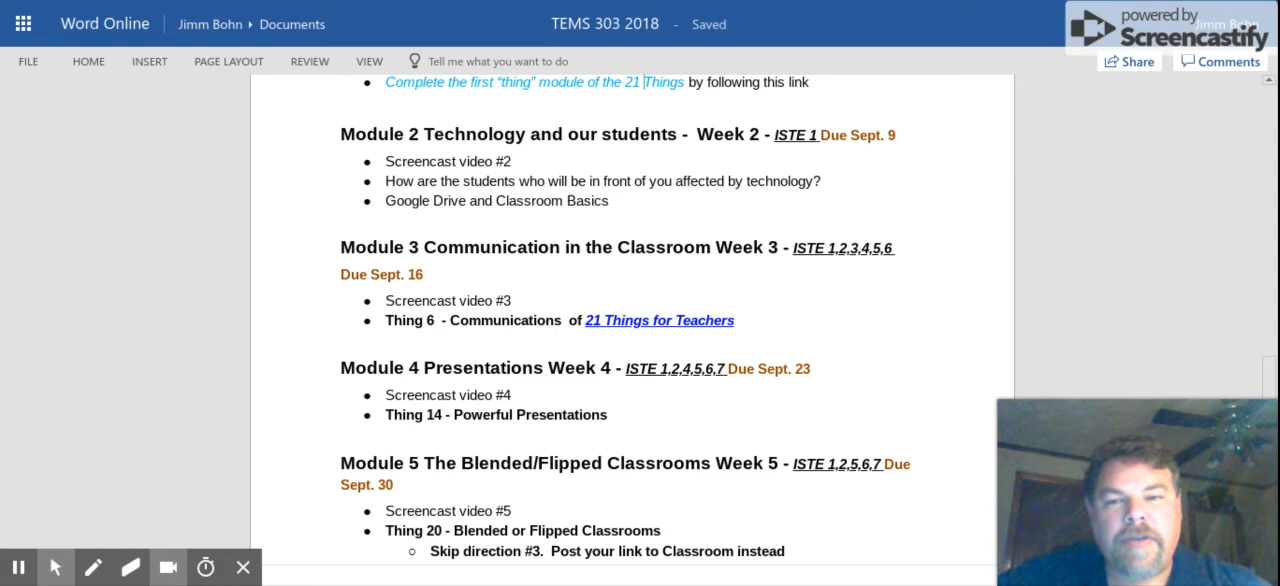 Word Online Jimm Bohn Documents TEMS 303 2018 - Saved Jimm Bohn
powered by
Screencastify
FILE HOME INSERT PAGE LAYOUT REVIEW VIEW Tell me what you want to do Share Comments
Complete the first “thing” module of the 21 Things by following this link
Module 2 Technology and our students - Week 2 - ISTE 1 Due Sept. 9
Screencast video #2
How are the students who will be in front of you affected by technology?
Google Drive and Classroom Basics
Module 3 Communication in the Classroom Week 3 - ISTE 1,2,3,4,5,6
Due Sept. 16
Screencast video #3
Thing 6 - Communications of 21 Things for Teachers
Module 4 Presentations Week 4 - ISTE 1,2,4,5,6,7 Due Sept. 23
Screencast video #4
Thing 14 - Powerful Presentations
Module 5 The Blended/Flipped Classrooms Week 5 - ISTE 1,2,5,6,7 Due
Sept. 30
Screencast video #5
Thing 20 - Blended or Flipped Classrooms
Skip direction #3. Post your link to Classroom instead